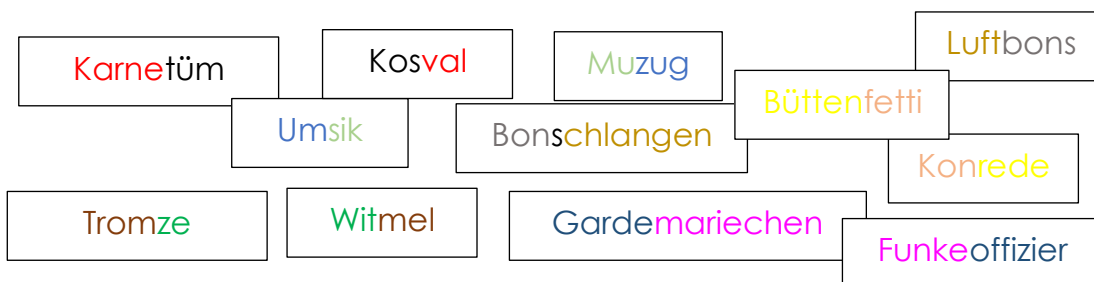 Karnetüm
Kosval
Muzug
Luftbons
Umsik
Bonschlangen
Büttenfetti
Konrede
Tromze
Witmel
Gardemariechen
Funkeoffizier